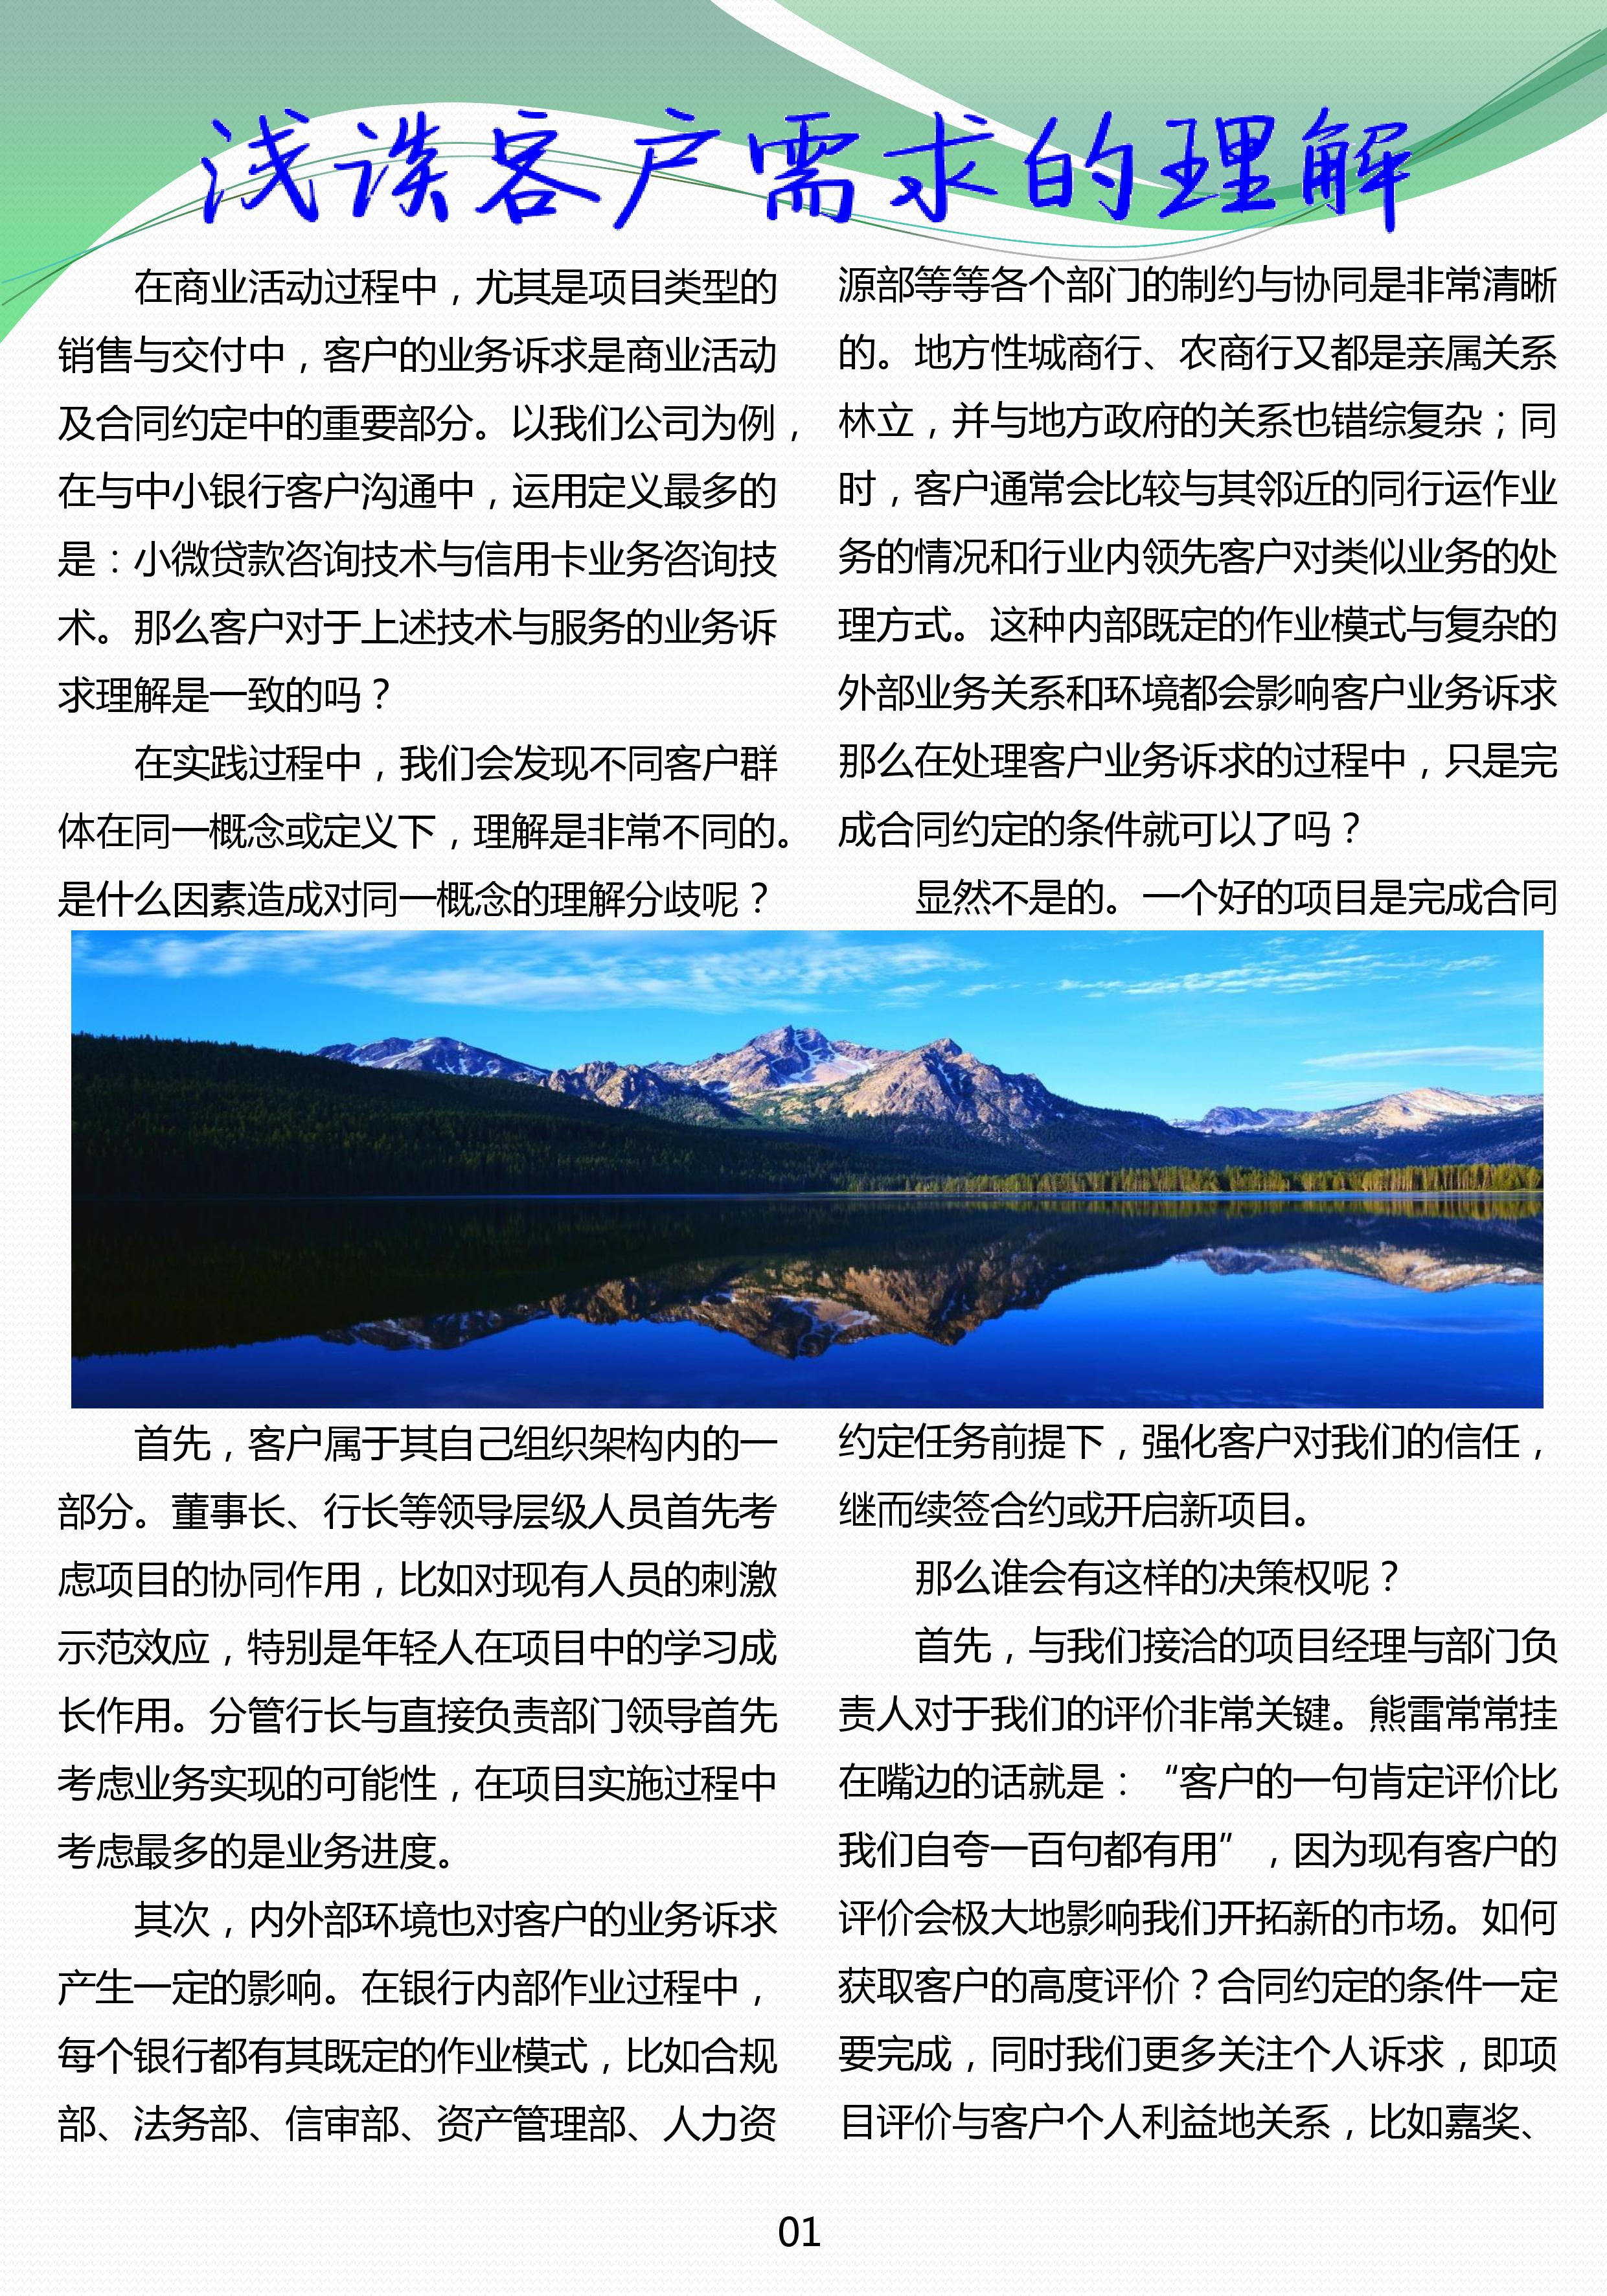 浅谈客户需求的理解
在商业活动过程中，尤其是项目类型的
销售与交付中，客户的业务诉求是商业活动
及合同约定中的重要部分。以我们公司为例，
在与中小银行客户沟通中，运用定义最多的
是：小微贷款咨询技术与信用卡业务咨询技
术。那么客户对于上述技术与服务的业务诉
求理解是一致的吗？
在实践过程中，我们会发现不同客户群
体在同一概念或定义下，理解是非常不同的。
是什么因素造成对同一概念的理解分歧呢？
首先，客户属于其自己组织架构内的一
部分。董事长、行长等领导层级人员首先考
虑项目的协同作用，比如对现有人员的刺激
示范效应，特别是年轻人在项目中的学习成
长作用。分管行长与直接负责部门领导首先
考虑业务实现的可能性，在项目实施过程中
考虑最多的是业务进度。
其次，内外部环境也对客户的业务诉求
产生一定的影响。在银行内部作业过程中，
每个银行都有其既定的作业模式，比如合规
部、法务部、信审部、资产管理部、人力资
源部等等各个部门的制约与协同是非常清晰
的。地方性城商行、农商行又都是亲属关系
林立，并与地方政府的关系也错综复杂；同
时，客户通常会比较与其邻近的同行运作业
务的情况和行业内领先客户对类似业务的处
理方式。这种内部既定的作业模式与复杂的
外部业务关系和环境都会影响客户业务诉求
那么在处理客户业务诉求的过程中，只是完
成合同约定的条件就可以了吗？
显然不是的。一个好的项目是完成合同
约定任务前提下，强化客户对我们的信任，
继而续签合约或开启新项目。
那么谁会有这样的决策权呢？
首先，与我们接洽的项目经理与部门负
责人对于我们的评价非常关键。熊雷常常挂
在嘴边的话就是：“客户的一句肯定评价比
我们自夸一百句都有用”，因为现有客户的
评价会极大地影响我们开拓新的市场。如何
获取客户的高度评价？合同约定的条件一定
要完成，同时我们更多关注个人诉求，即项
目评价与客户个人利益地关系，比如嘉奖、
01